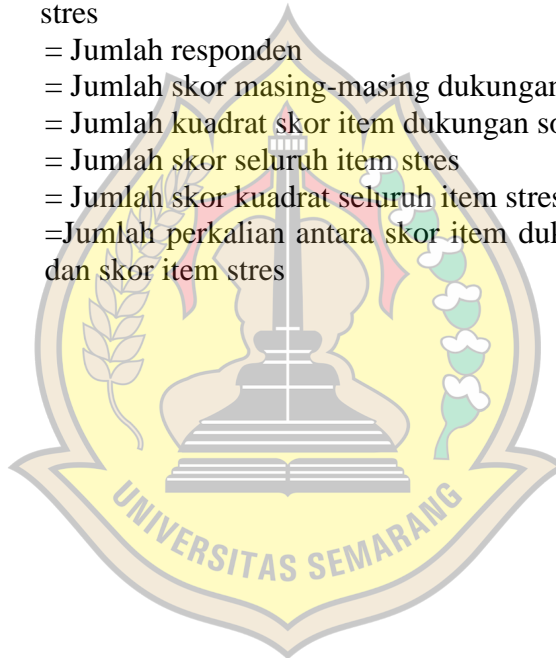 stres
= Jumlah responden
= Jumlah skor masing-masing dukungan
= Jumlah kuadrat skor item dukungan so
= Jumlah skor seluruh item stres
= Jumlah skor kuadrat seluruh item stres
=Jumlah perkalian antara skor item duk
dan skor item stres
UNIVERSITAS SEMARANG